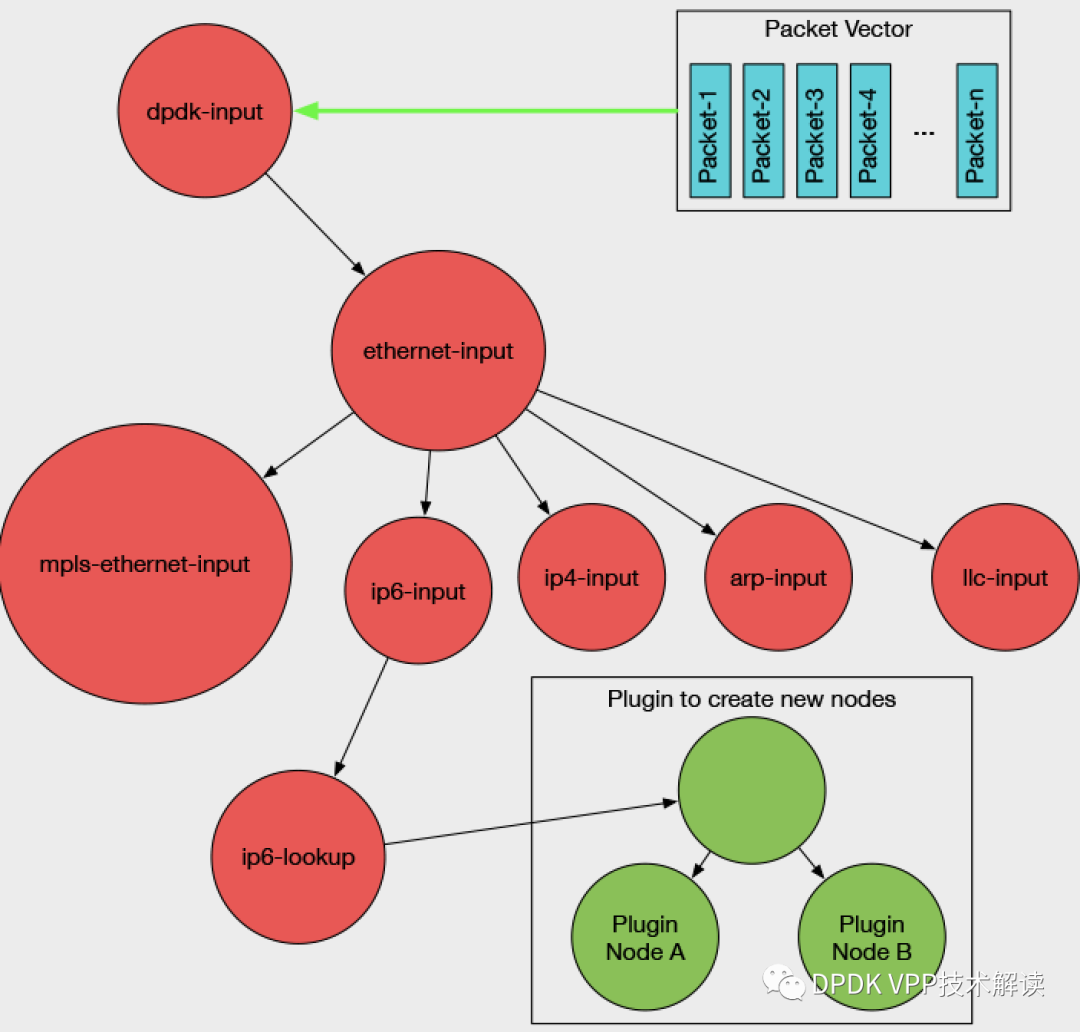 Packet Vector
dpdk-input
Packet-1
Packet-2
Packet-3
Packet-4
...
Packet-n
ethernet-input
mpls-ethernet-input
ip6-input
ip4-input
arp-input
llc-input
Plugin to create new nodes
ip6-lookup
Plugin
Node A
Plugin
Node B
DPDK VPP技术解读